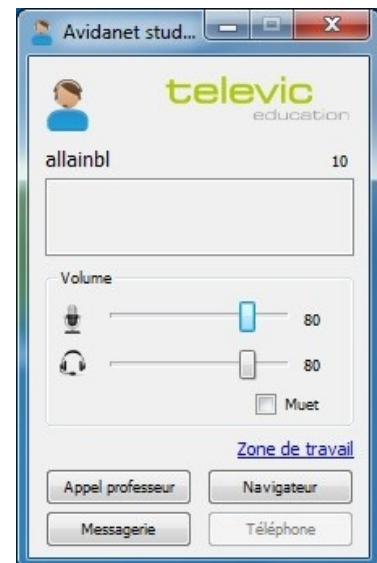 Avidanet stud...
televic
education
allainbl 10
Volume
80
80
Muet
Zone de travail
Appel professeur Navigateur
Messagerie Téléphone